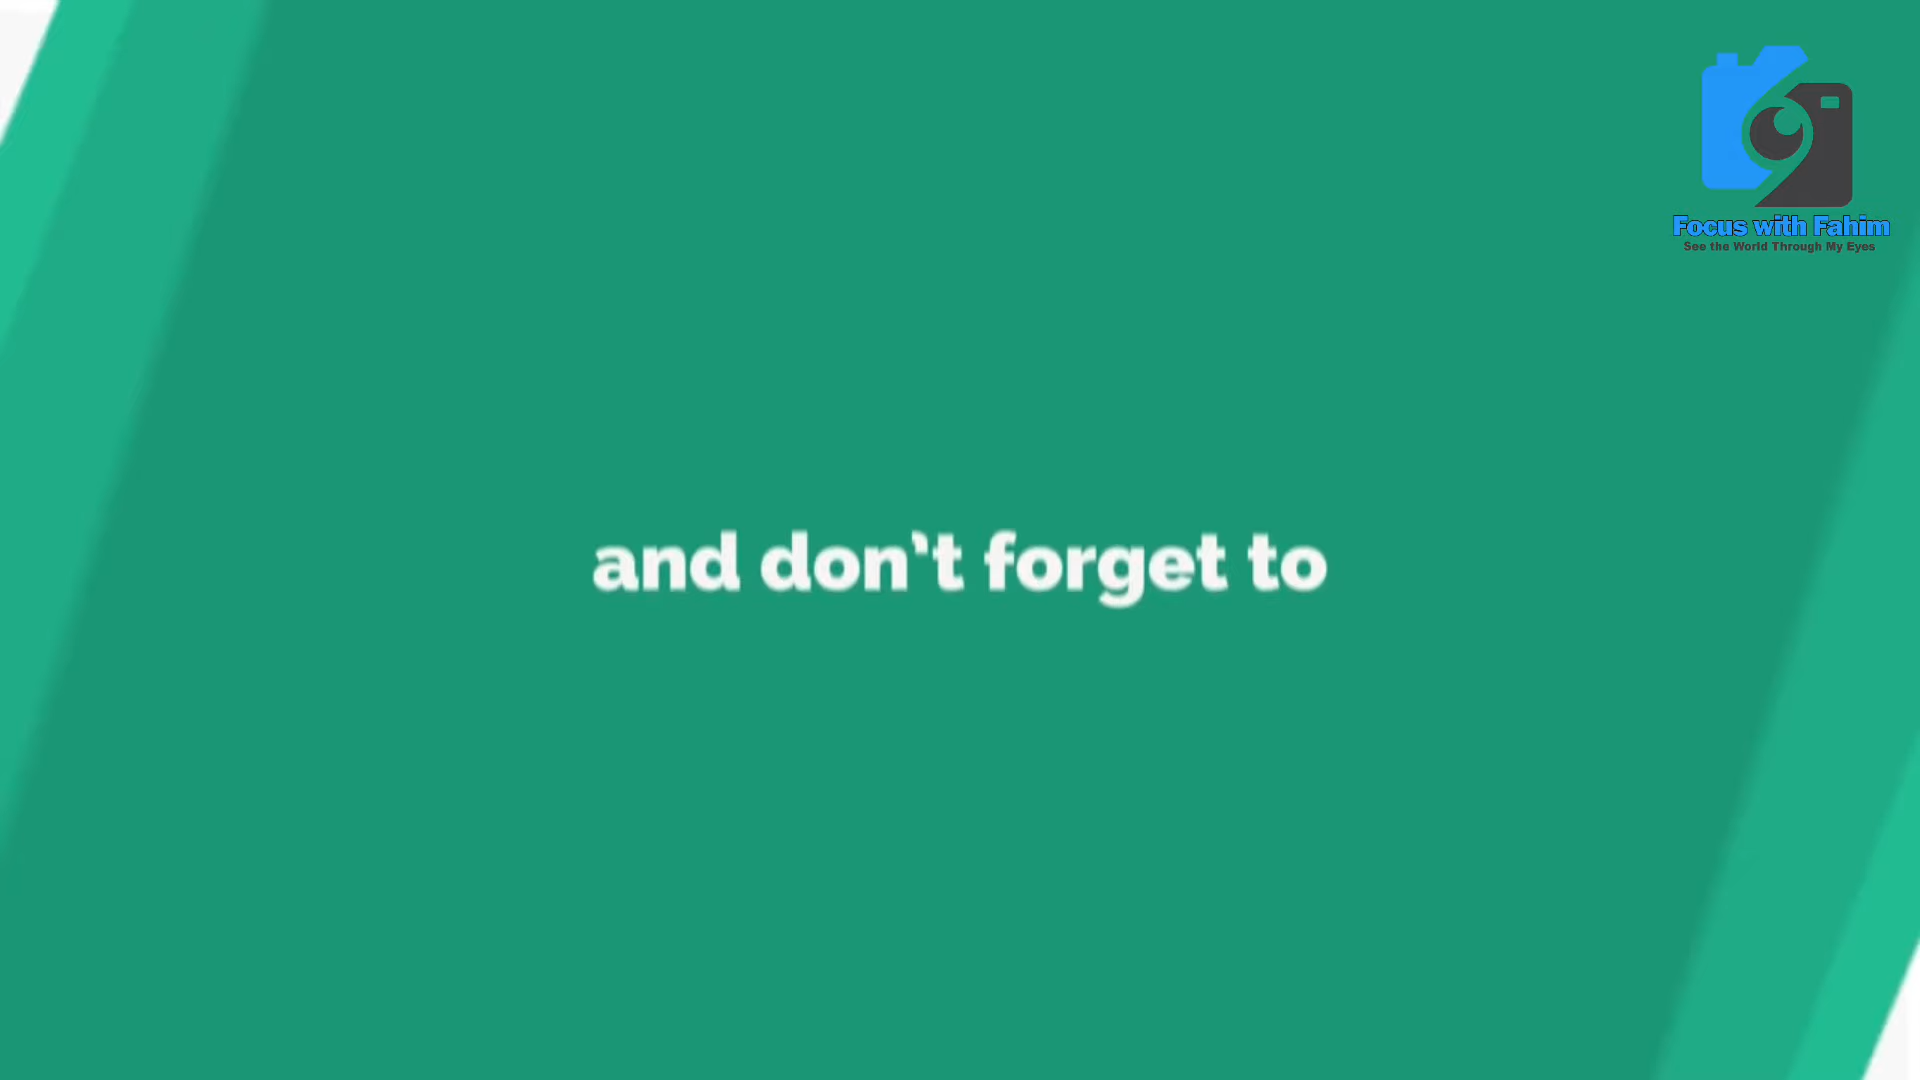 Focus with Fahim
See the World Through My Eyes
and don't forget to